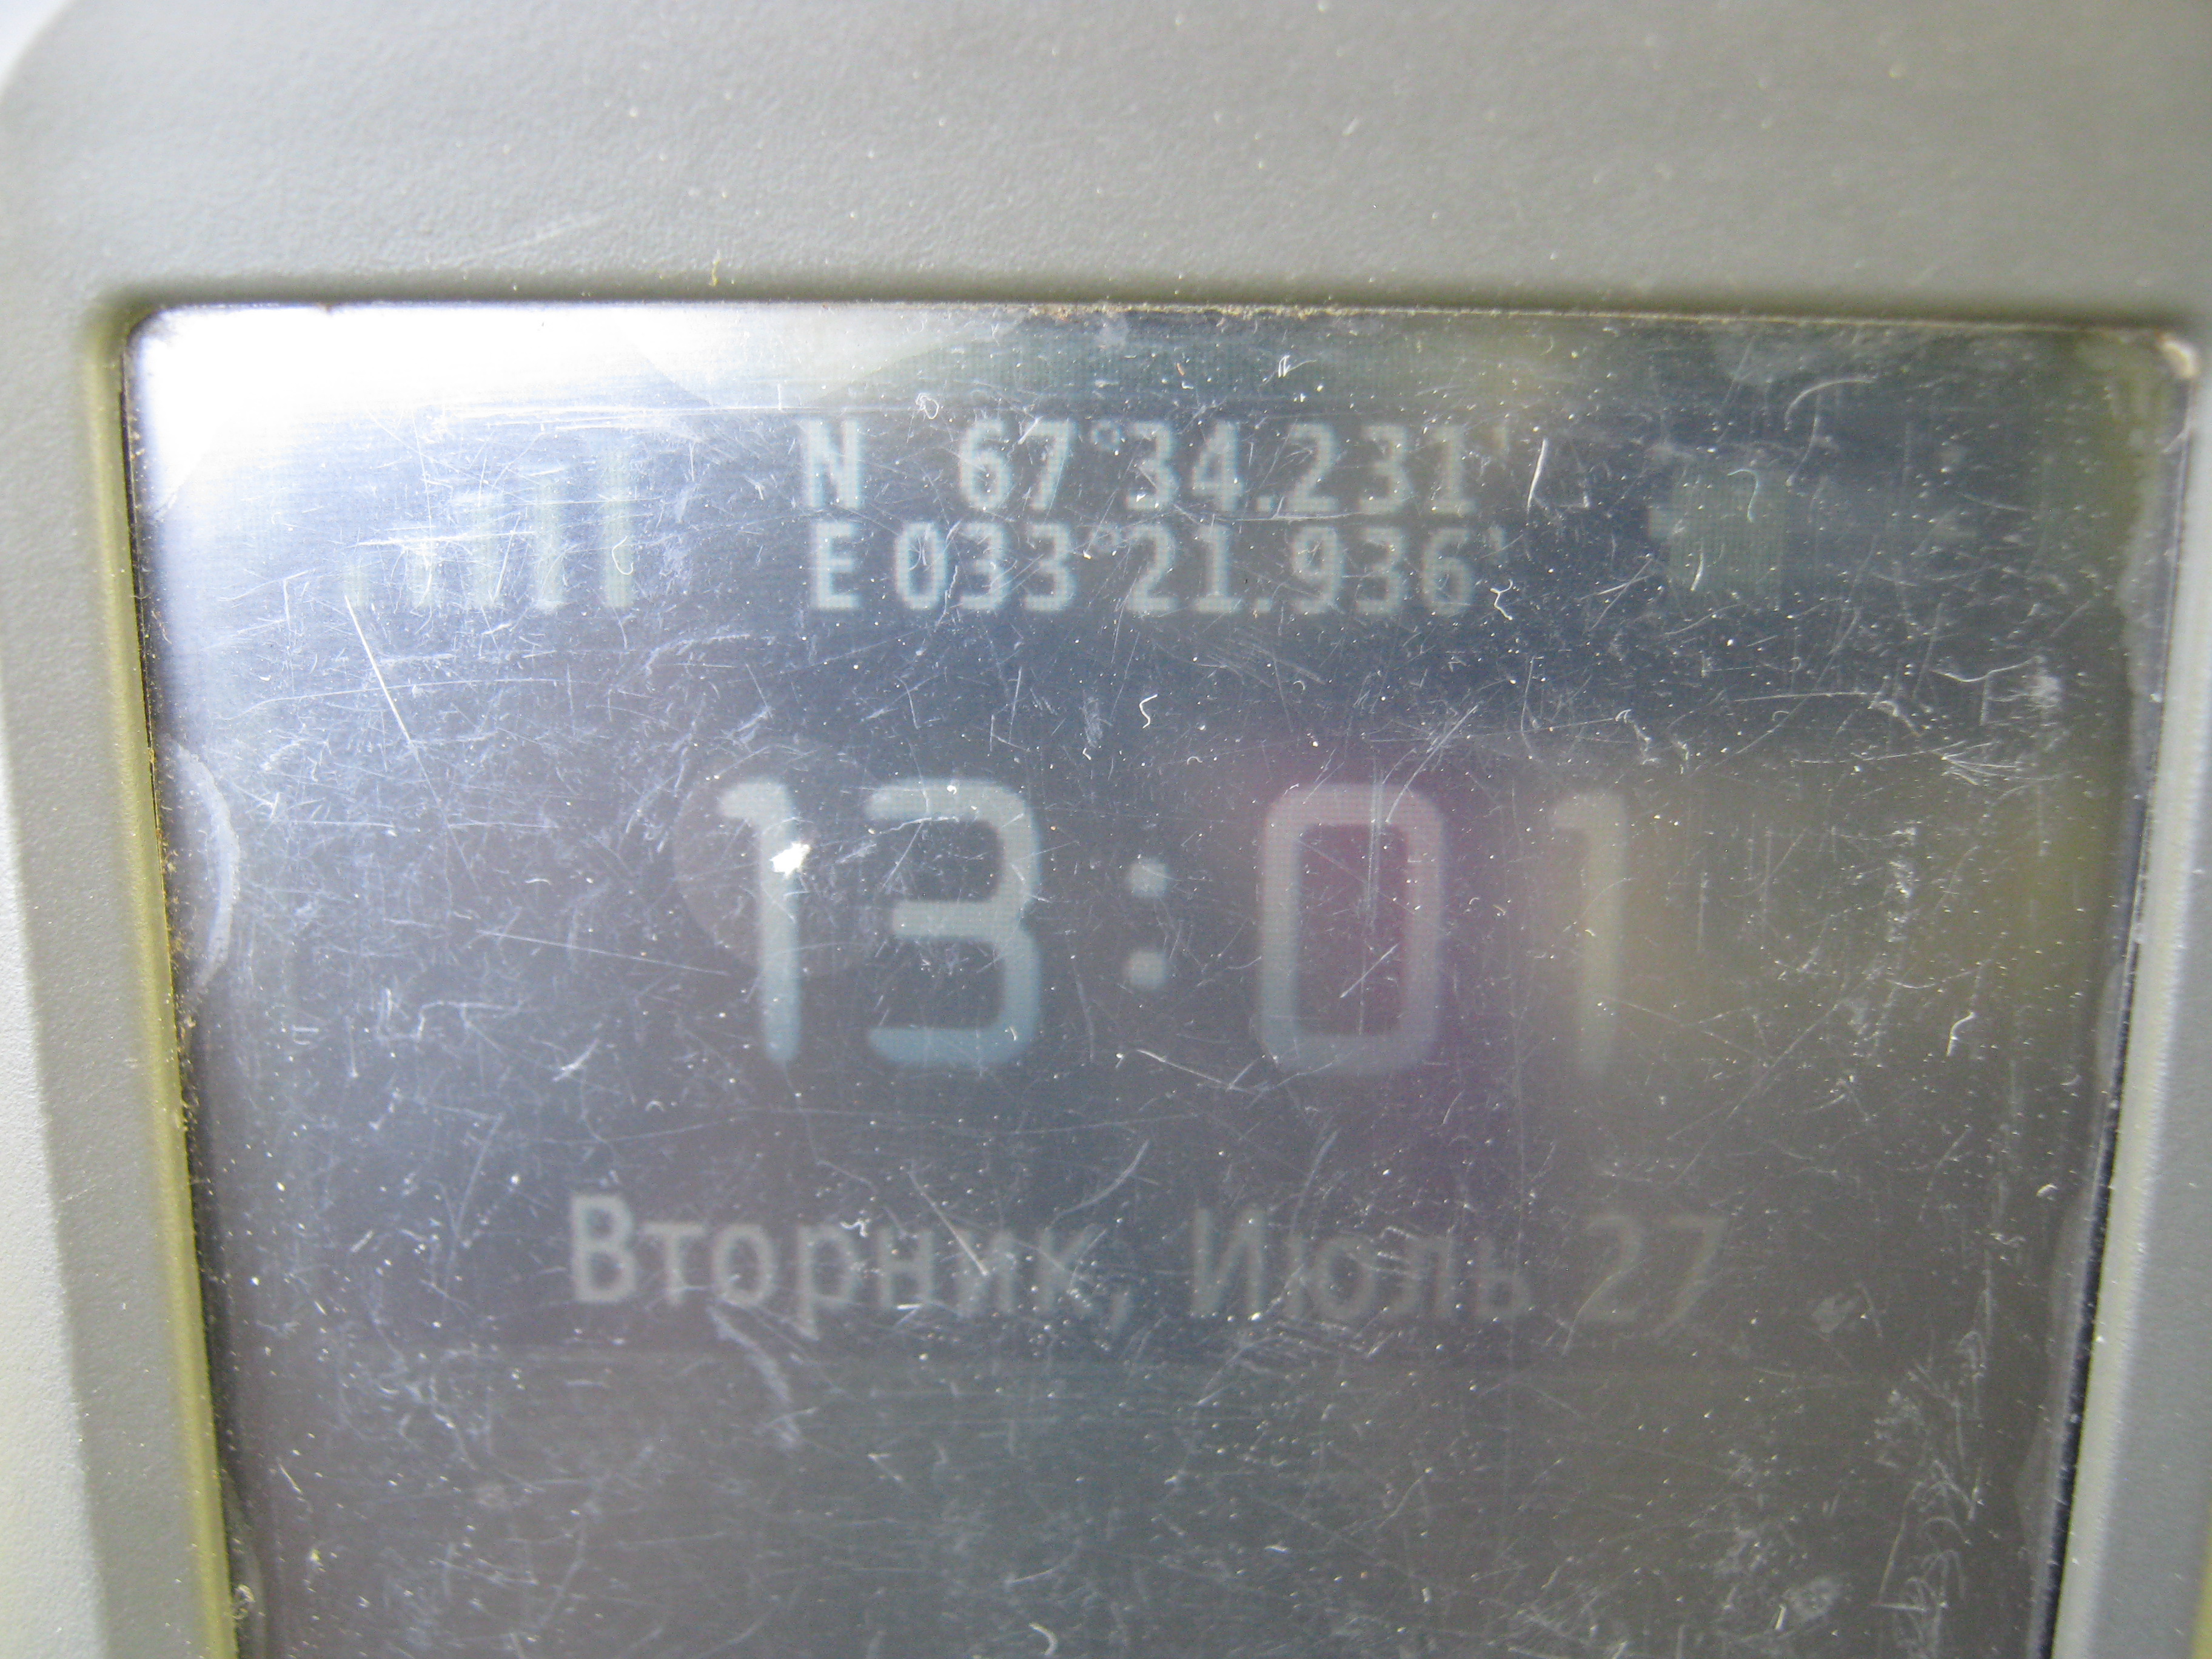 N 67°34.231'
E 033°21.936'
13:01
Вторник, Июль 27